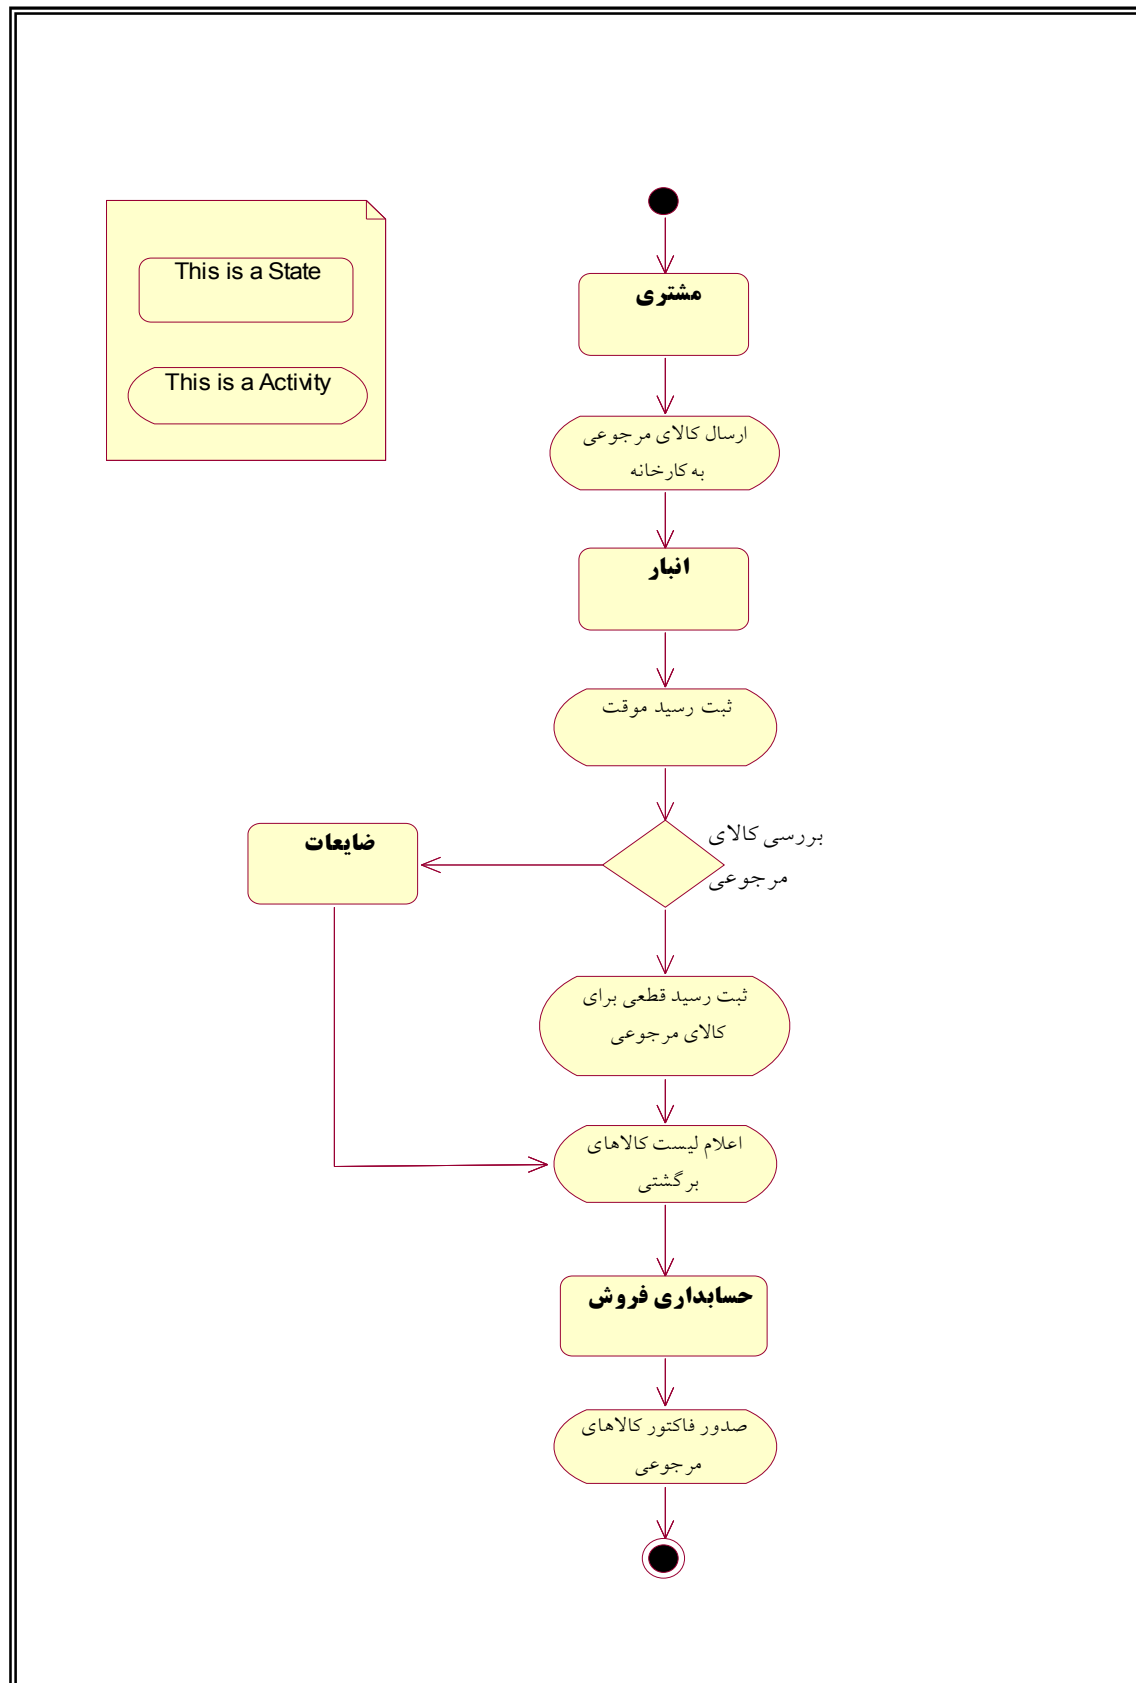 This is a State
This is a Activity
مشتری
ارسال کالای مرجوعی
به کارخانه
انبار
ثبت رسید موقت
بررسی کالای
مرجوعی
ضایعات
ثبت رسید قطعی برای
کالای مرجوعی
اعلام لیست کالاهای
برگشتی
حسابداری فروش
صدور فاکتور کالاهای
مرجوعی